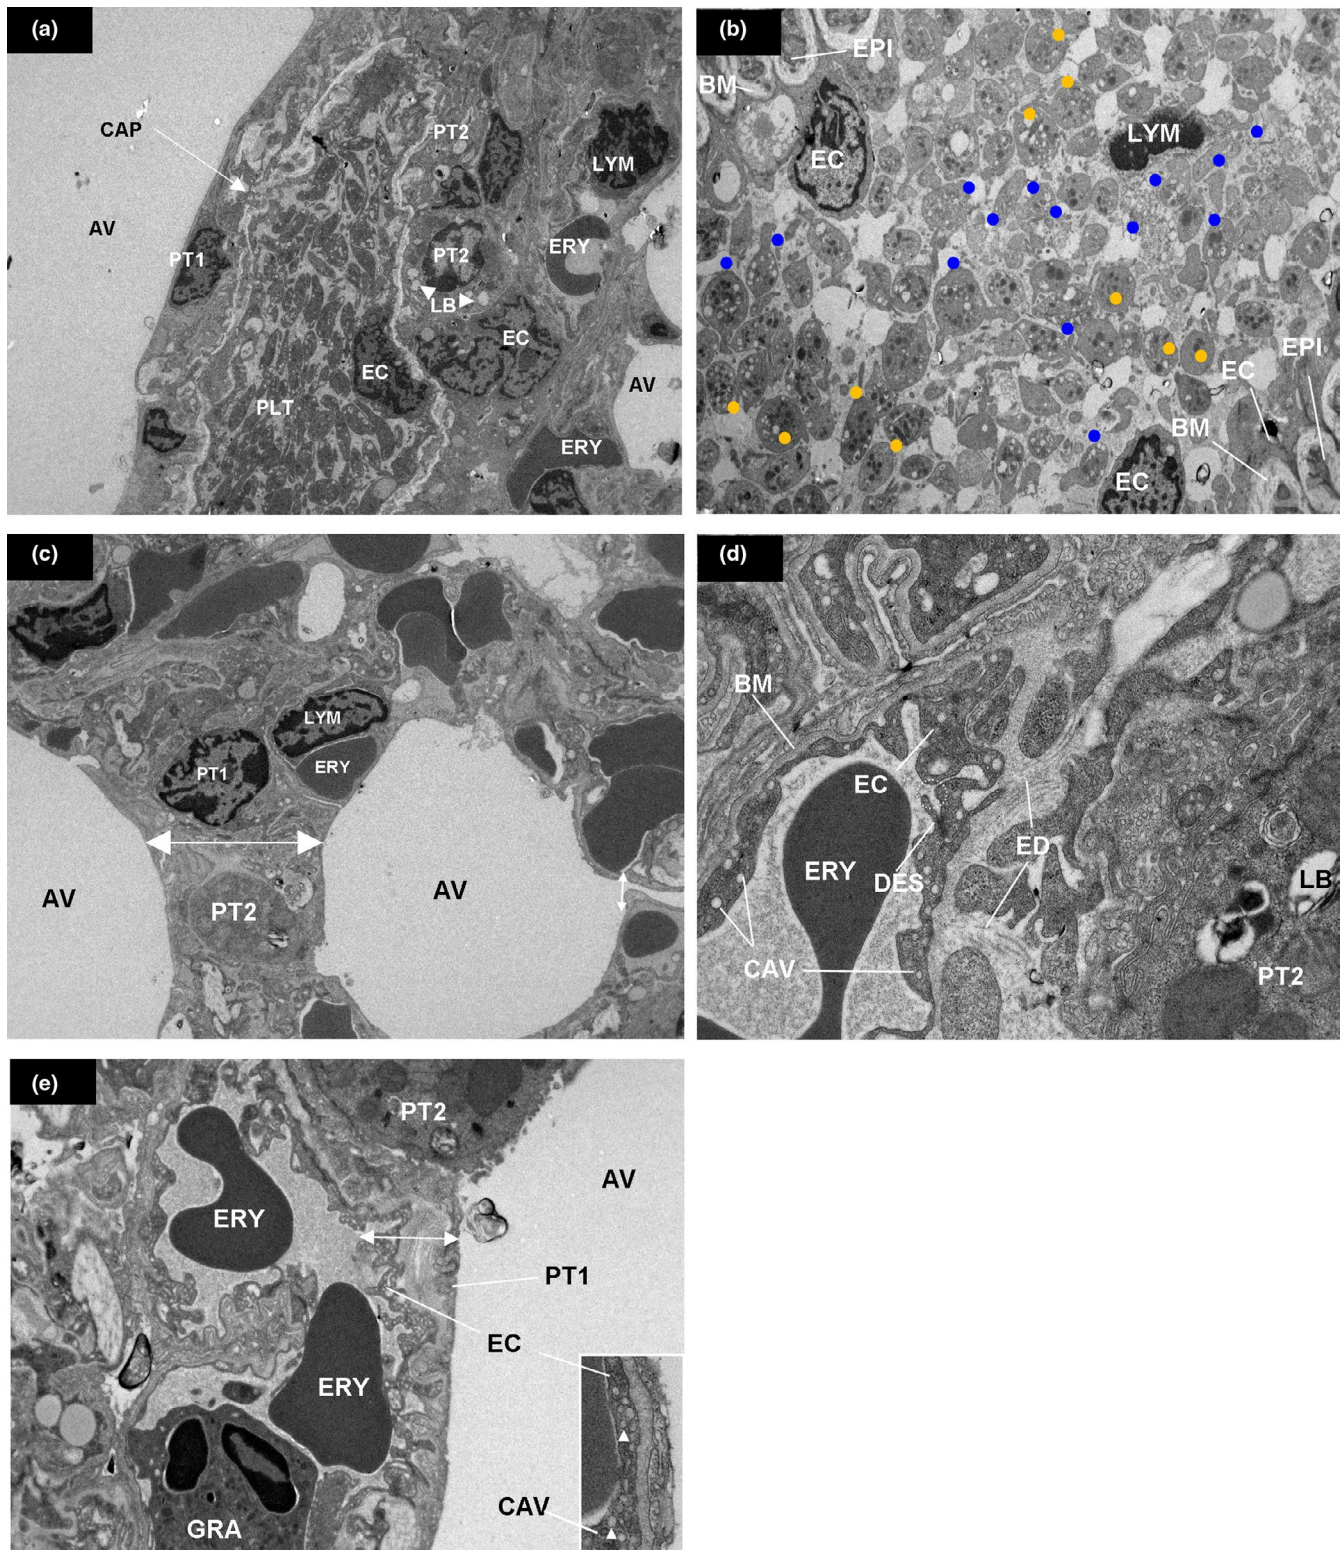 (a)
CAP
AV
PT1
PT2
LYM
PT2
ERY
LB
EC
EC
AV
PLT
ERY
(b)
EPI
BM
EC
LYM
EPI
EC
BM
EC
(c)
LYM
PT1
ERY
AV
AV
PT2
(d)
BM
EC
ERY
DES
ED
LB
CAV
PT2
(e)
PT2
AV
ERY
PT1
EC
ERY
CAV
GRA